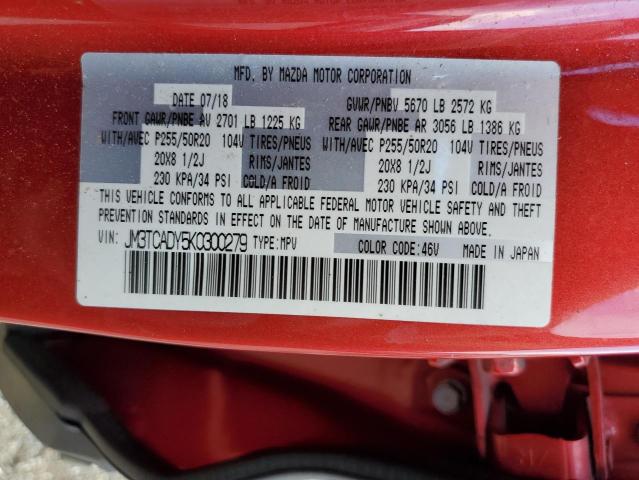 MFD. BY MAZDA MOTOR CORPORATION
DATE 07/18 GVWR/PNBV 5670 LB 2572 KG
FRONT GAWR/PNBE AV 2701 LB 1225 KG REAR GAWR/PNBE AR 3056 LB 1386 KG
WITH/AVEC P255/50R20 104V TIRES/PNEUS WITH/AVEC P255/50R20 104V TIRES/PNEUS
20X8 1/2J RIMS/JANTES 20X8 1/2J RIMS/JANTES
230 KPA/34 PSI COLD/A FROID 230 KPA/34 PSI COLD/A FROID
THIS VEHICLE CONFORMS TO ALL APPLICABLE FEDERAL MOTOR VEHICLE SAFETY AND THEFT
PREVENTION STANDARDS IN EFFECT ON THE DATE OF MANUFACTURE SHOWN ABOVE.
VIN: JM3TCADY5K0300279 TYPE:MPV COLOR CODE:46V MADE IN JAPAN